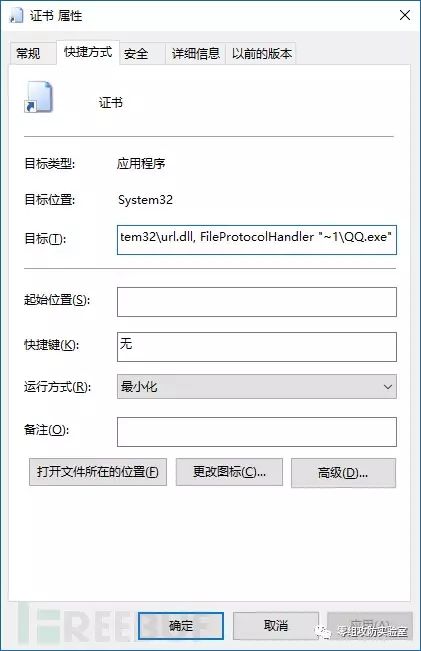 证书 属性
常规 快捷方式 安全 详细信息 以前的版本
证书
目标类型: 应用程序
目标位置: System32
目标(T): tem32\url.dll, FileProtocolHandler "~1\QQ.exe"
起始位置(S):
快捷键(K): 无
运行方式(R): 最小化
备注(O):
打开文件所在的位置(F) 更改图标(C)... 高级(D)...
确定 取消 应用(A)
FREEBUF
零组攻防实验室